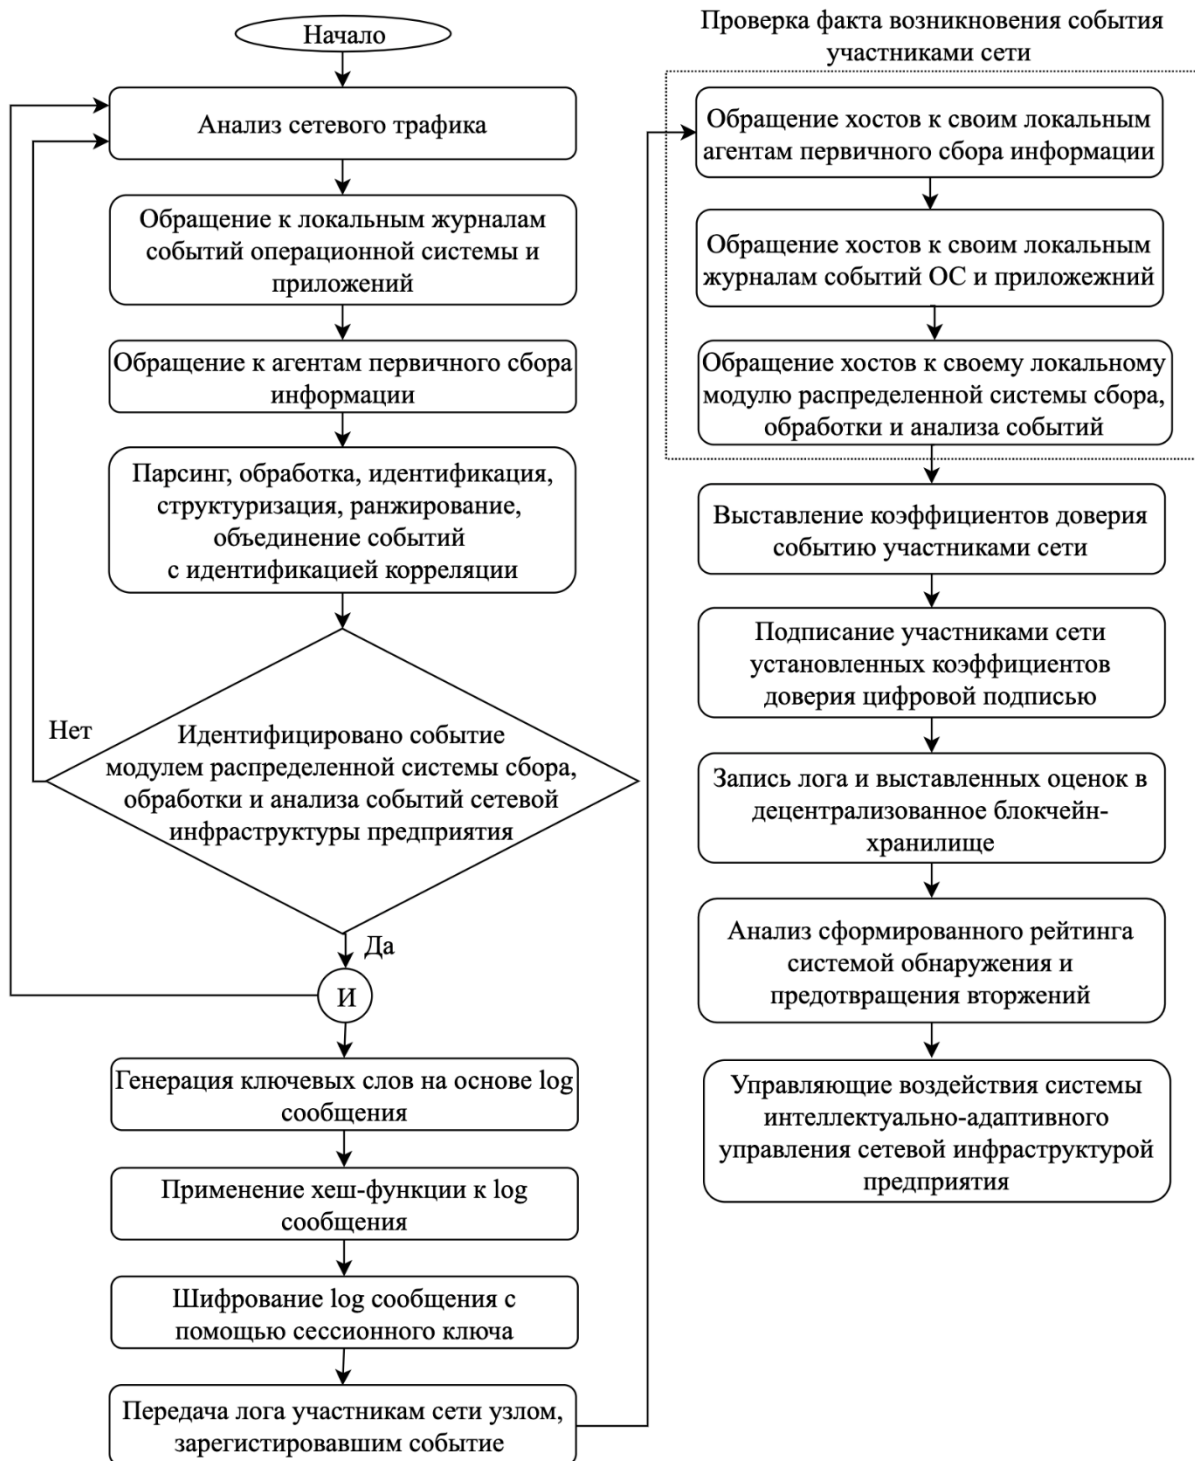 Начало
Анализ сетевого трафика
Обращение к локальным журналам
событий операционной системы и
приложений
Обращение к агентам первичного сбора
информации
Парсинг, обработка, идентификация,
структуризация, ранжирование,
объединение событий
с идентификацией корреляции
Нет
Идентифицировано событие
модулем распределенной системы сбора,
обработки и анализа событий сетевой
инфраструктуры предприятия
Да
И
Генерация ключевых слов на основе log
сообщения
Применение хеш-функции к log
сообщения
Шифрование log сообщения с
помощью сессионного ключа
Передача лога участникам сети узлом,
зарегистрировавшим событие
Проверка факта возникновения события
участниками сети
Обращение хостов к своим локальным
агентам первичного сбора информации
Обращение хостов к своим локальным
журналам событий ОС и приложежний
Обращение хостов к своему локальному
модулю распределенной системы сбора,
обработки и анализа событий
Выставление коэффициентов доверия
событию участниками сети
Подписание участниками сети
установленных коэффициентов
доверия цифровой подписью
Запись лога и выставленных оценок в
децентрализованное блокчейн-
хранилище
Анализ сформированного рейтинга
системой обнаружения и
предотвращения вторжений
Управляющие воздействия системы
интеллектуально-адаптивного
управления сетевой инфраструктурой
предприятия